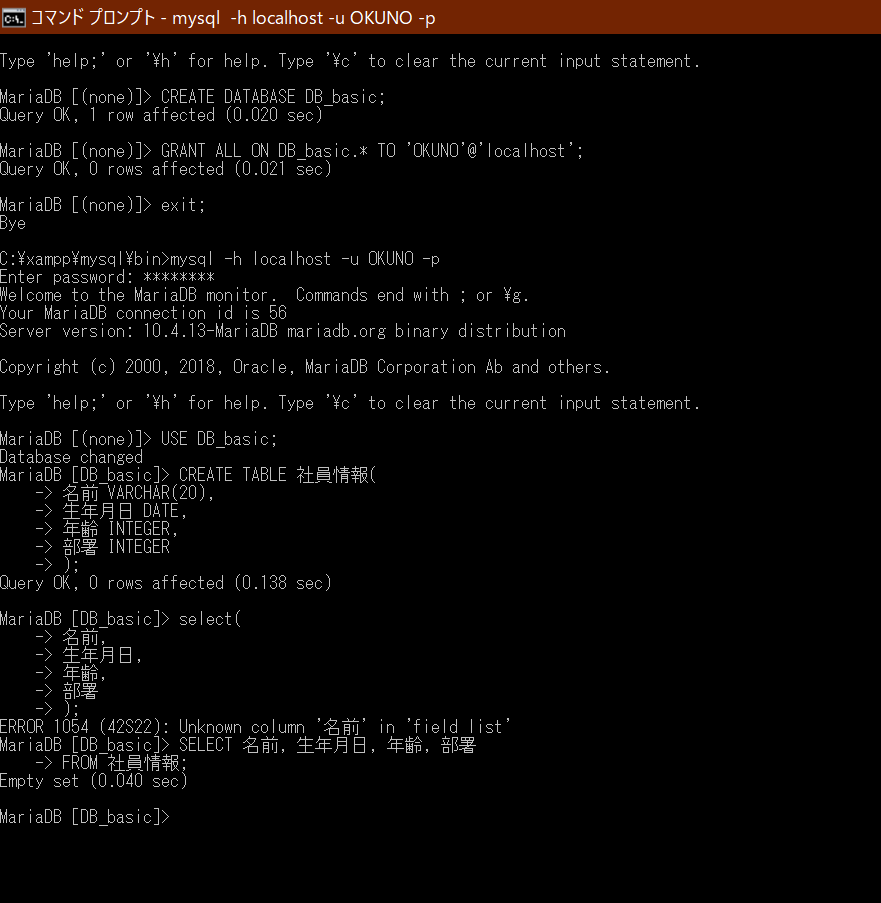 コマンド プロンプト - mysql -h localhost -u OKUNO -p
Type 'help;' or '¥h' for help. Type '¥c' to clear the current input statement.
MariaDB [(none)]> CREATE DATABASE DB_basic;
Query OK, 1 row affected (0.020 sec)
MariaDB [(none)]> GRANT ALL ON DB_basic.* TO 'OKUNO'@'localhost';
Query OK, 0 rows affected (0.021 sec)
MariaDB [(none)]> exit;
Bye
C:¥xampp¥mysql¥bin>mysql -h localhost -u OKUNO -p
Enter password: ********
Welcome to the MariaDB monitor.  Commands end with ; or ¥g.
Your MariaDB connection id is 56
Server version: 10.4.13-MariaDB mariadb.org binary distribution
Copyright (c) 2000, 2018, Oracle, MariaDB Corporation Ab and others.
Type 'help;' or '¥h' for help. Type '¥c' to clear the current input statement.
MariaDB [(none)]> USE DB_basic;
Database changed
MariaDB [DB_basic]> CREATE TABLE 社員情報(
    -> 名前 VARCHAR(20),
    -> 生年月日 DATE,
    -> 年齢 INTEGER,
    -> 部署 INTEGER
    -> );
Query OK, 0 rows affected (0.138 sec)
MariaDB [DB_basic]> select(
    -> 名前,
    -> 生年月日,
    -> 年齢,
    -> 部署
    -> );
ERROR 1054 (42S22): Unknown column '名前' in 'field list'
MariaDB [DB_basic]> SELECT 名前, 生年月日, 年齢, 部署
    -> FROM 社員情報;
Empty set (0.040 sec)
MariaDB [DB_basic]>